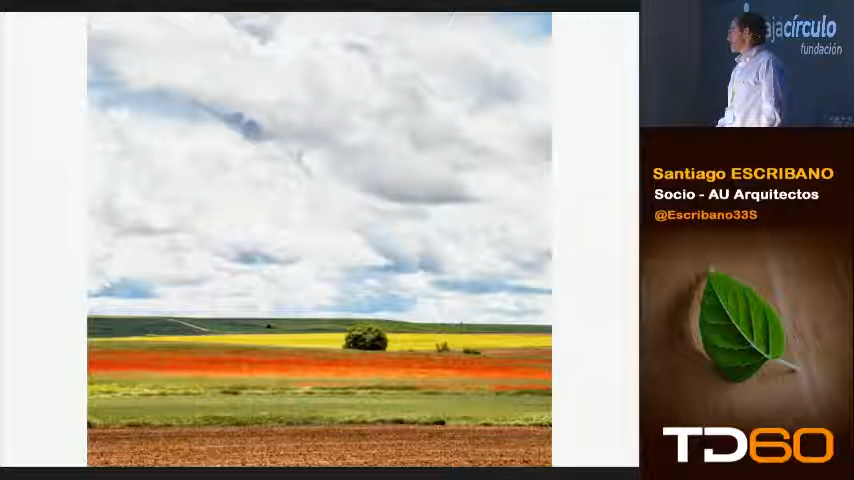 cajacírculo
fundación
Santiago ESCRIBANO
Socio - AU Arquitectos
@Escribano33S
TD60